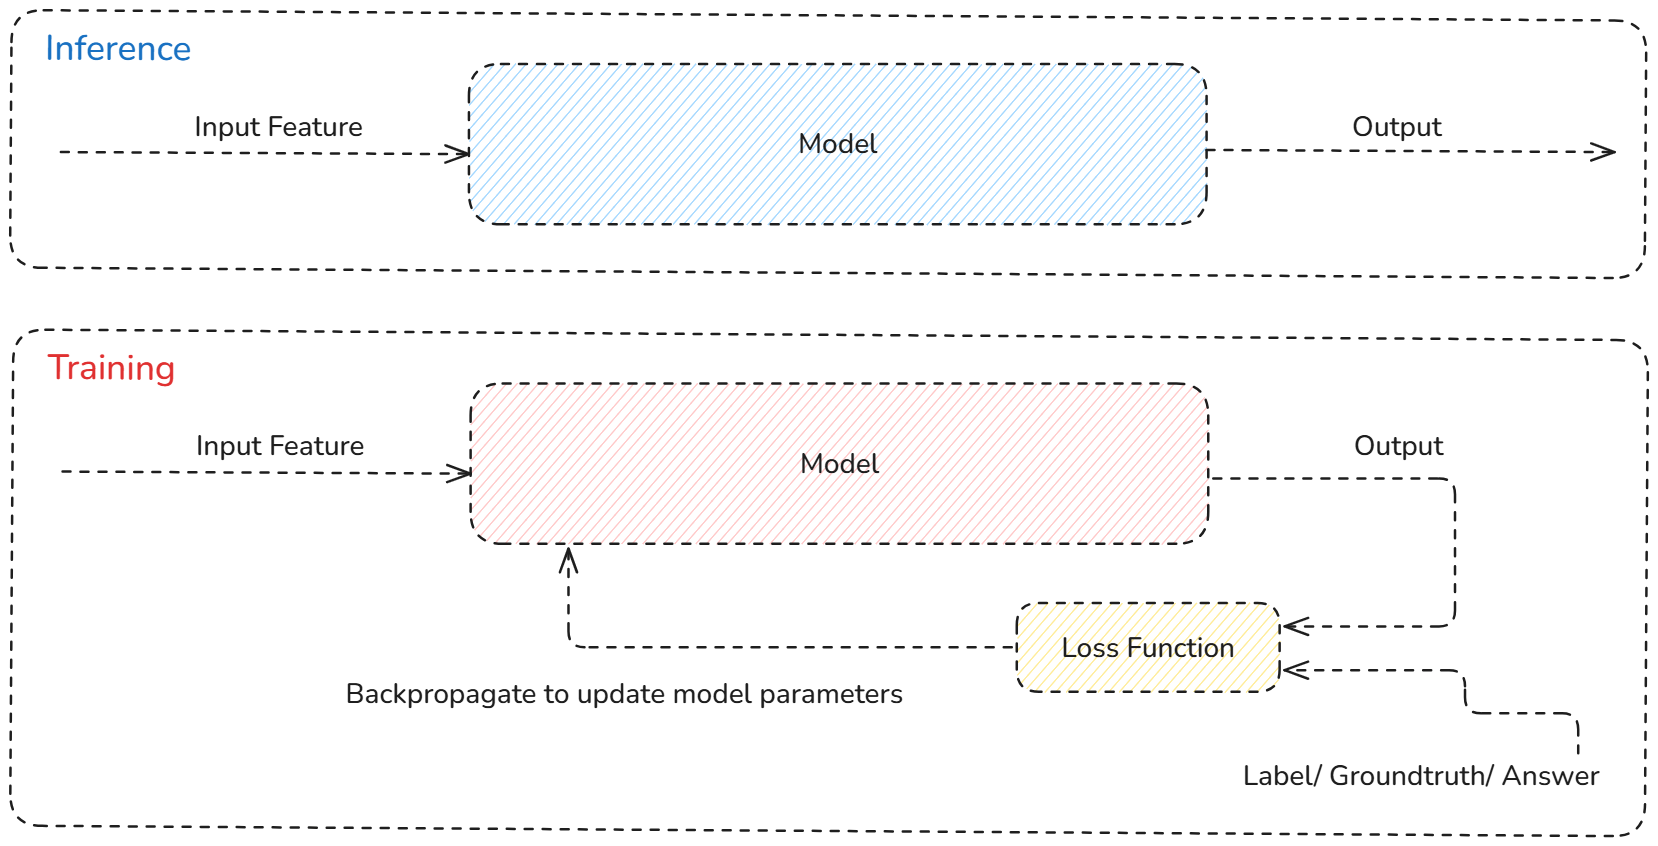 Inference
Input Feature
Model
Output
Training
Input Feature
Model
Output
Loss Function
Backpropagate to update model parameters
Label/ Groundtruth/ Answer